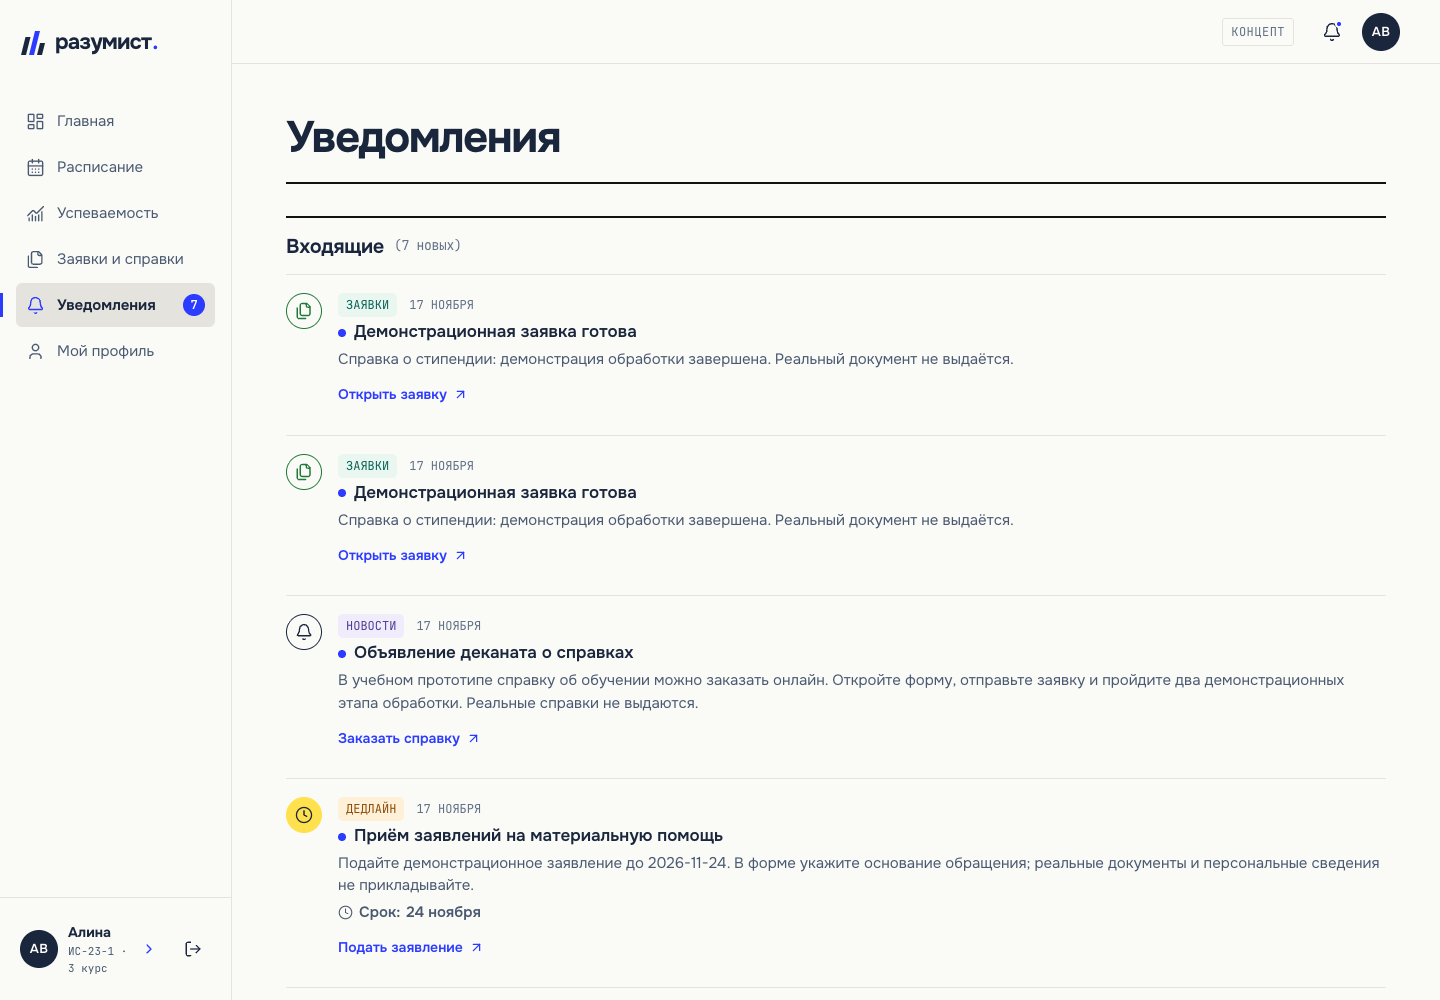 разумист.
КОНЦЕПТ
АВ
Главная
Расписание
Успеваемость
Заявки и справки
Уведомления 7
Мой профиль
Уведомления
Входящие (7 новых)
ЗАЯВКИ 17 НОЯБРЯ
Демонстрационная заявка готова
Справка о стипендии: демонстрация обработки завершена. Реальный документ не выдаётся.
Открыть заявку
ЗАЯВКИ 17 НОЯБРЯ
Демонстрационная заявка готова
Справка о стипендии: демонстрация обработки завершена. Реальный документ не выдаётся.
Открыть заявку
НОВОСТИ 17 НОЯБРЯ
Объявление деканата о справках
В учебном прототипе справку об обучении можно заказать онлайн. Откройте форму, отправьте заявку и пройдите два демонстрационных
этапа обработки. Реальные справки не выдаются.
Заказать справку
ДЕДЛАЙН 17 НОЯБРЯ
Приём заявлений на материальную помощь
Подайте демонстрационное заявление до 2026-11-24. В форме укажите основание обращения; реальные документы и персональные сведения
не прикладывайте.
Срок: 24 ноября
Подать заявление
АВ
Алина
ИС-23-1 ·
3 курс